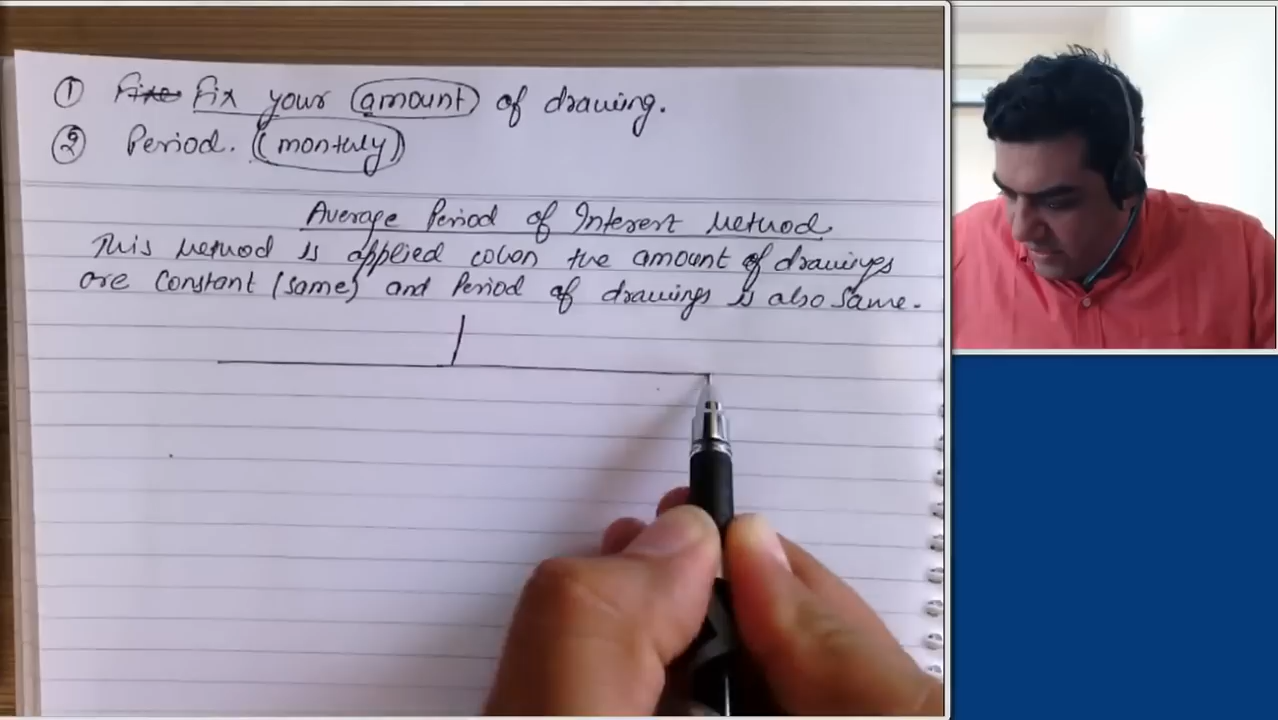 ① Fixe Fix your amount of drawing.
② Period. (monthly)
Average Period of Interest Method
This Method is applied when the amount of drawings
are Constant (same) and Period of drawings is also Same.